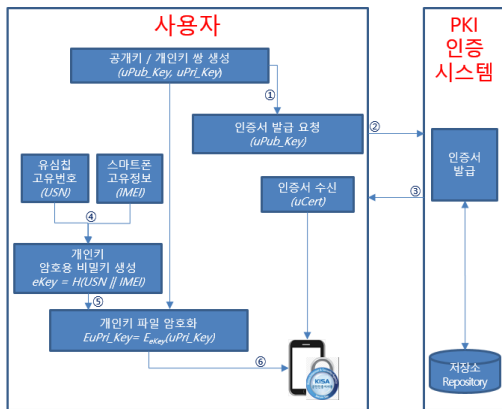 사용자
공개키 / 개인키 쌍 생성
(uPub_Key, uPri_Key)
①
인증서 발급 요청
(uPub_Key)
②
PKI
인증
시스템
인증서
발급
유심칩
고유번호
(USN)
스마트폰
고유정보
(IMEI)
인증서 수신
(uCert)
③
④
개인키
암호용 비밀키 생성
eKey = H(USN || IMEI)
⑤
개인키 파일 암호화
EuPri_Key= EeKey(uPri_Key)
⑥
KISA
저장소
Repository